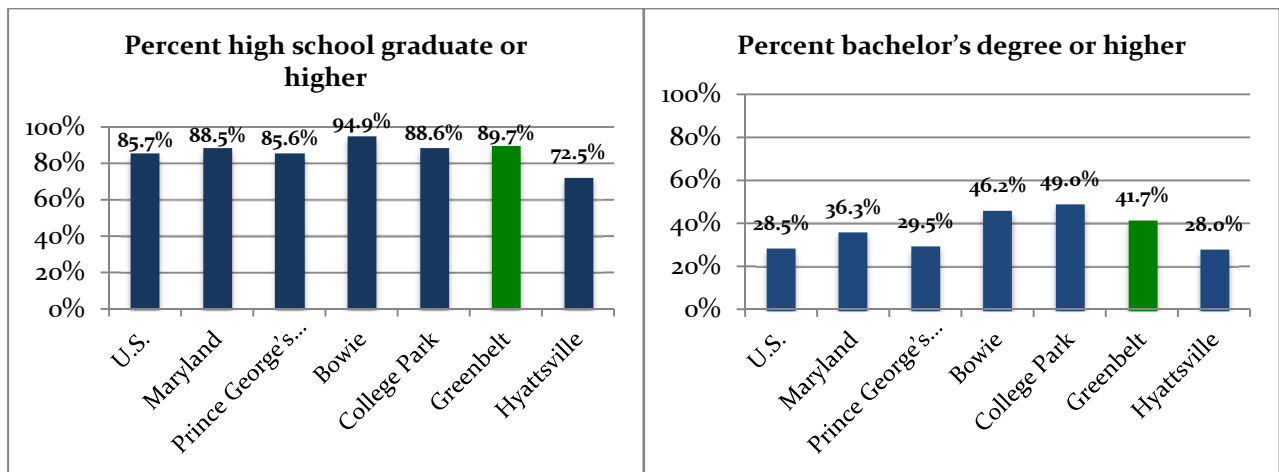 Percent high school graduate or
higher
100%
80%
60%
40%
20%
0%
85.7%
88.5%
85.6%
94.9%
88.6%
89.7%
72.5%
U.S.
Maryland
Prince George's...
Bowie
College Park
Greenbelt
Hyattsville
Percent bachelor's degree or higher
100%
80%
60%
40%
20%
0%
28.5%
36.3%
29.5%
46.2%
49.0%
41.7%
28.0%
U.S.
Maryland
Prince George's...
Bowie
College Park
Greenbelt
Hyattsville